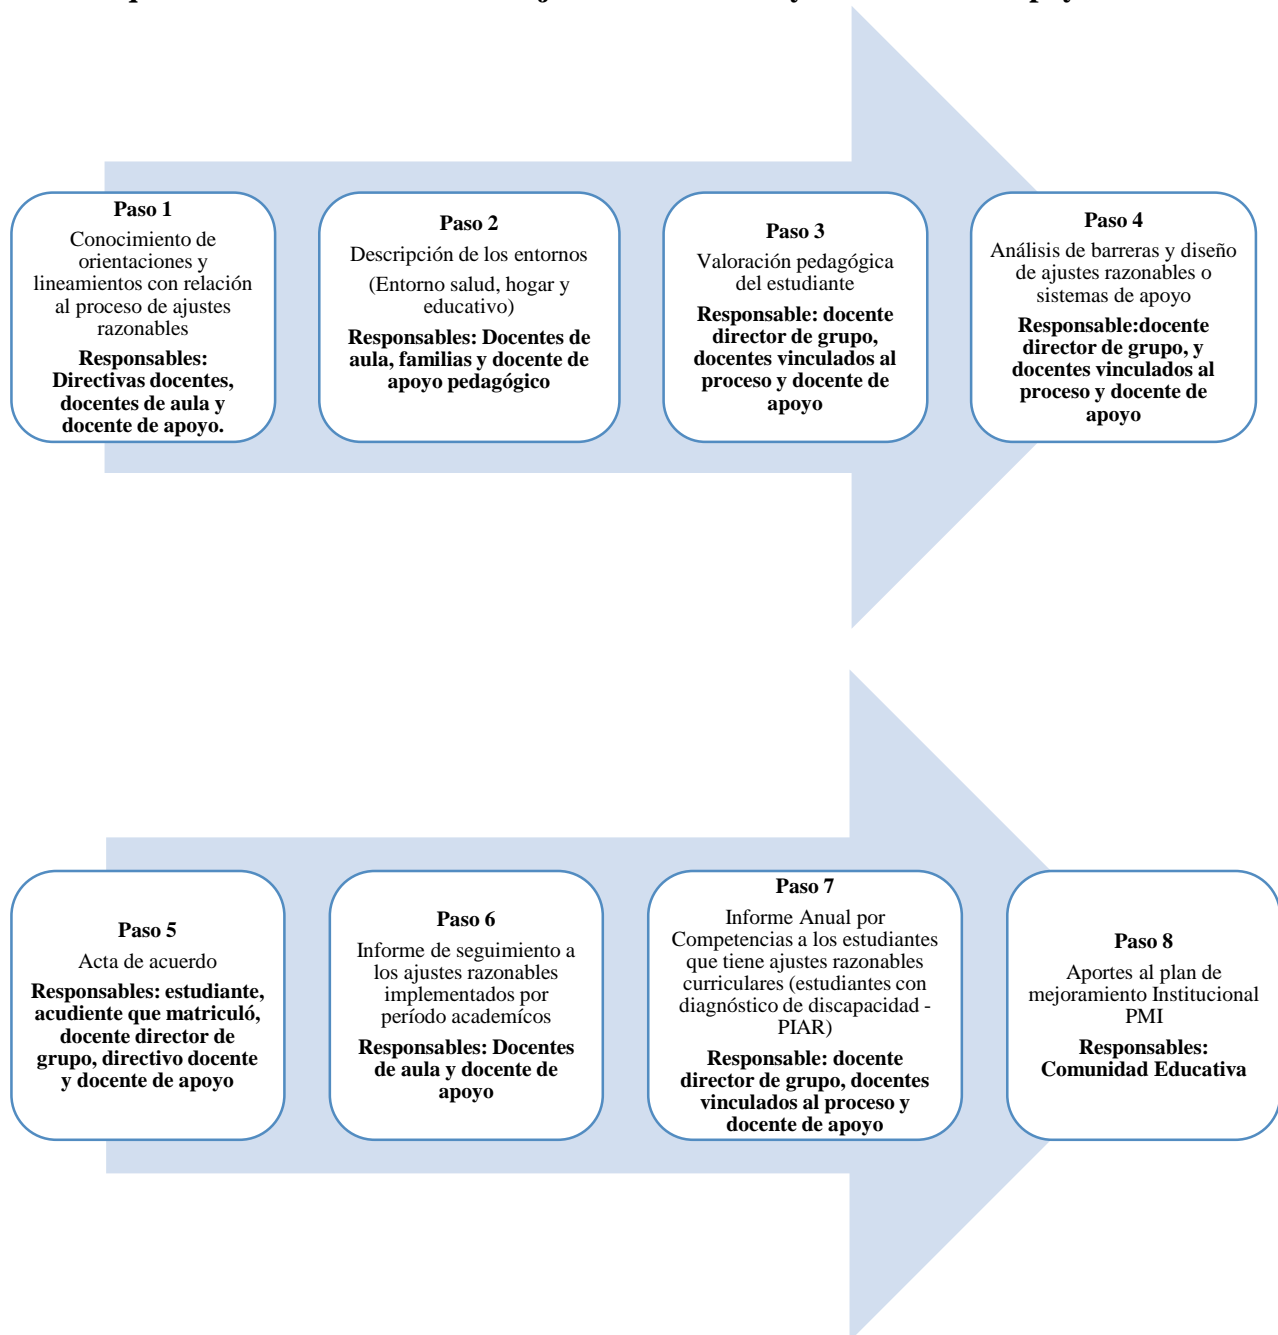 Paso 1
Conocimiento de
orientaciones y
lineamientos con relación
al proceso de ajustes
razonables
Responsables:
Directivas docentes,
docentes de aula y
docente de apoyo.
Paso 2
Descripción de los entornos
(Entorno salud, hogar y
educativo)
Responsables: Docentes de
aula, familias y docente de
apoyo pedagógico
Paso 3
Valoración pedagógica
del estudiante
Responsable: docente
director de grupo,
docentes vinculados al
proceso y docente de
apoyo
Paso 4
Análisis de barreras y diseño
de ajustes razonables o
sistemas de apoyo
Responsable:docente
director de grupo, y
docentes vinculados al
proceso y docente de
apoyo
Paso 5
Acta de acuerdo
Responsables: estudiante,
acudiente que matriculó,
docente director de
grupo, directivo docente
y docente de apoyo
Paso 6
Informe de seguimiento a
los ajustes razonables
implementados por
período academícos
Responsables: Docentes
de aula y docente de
apoyo
Paso 7
Informe Anual por
Competencias a los estudiantes
que tiene ajustes razonables
curriculares (estudiantes con
diagnóstico de discapacidad -
PIAR)
Responsable: docente
director de grupo, docentes
vinculados al proceso y
docente de apoyo
Paso 8
Aportes al plan de
mejoramiento Institucional
PMI
Responsables:
Comunidad Educativa